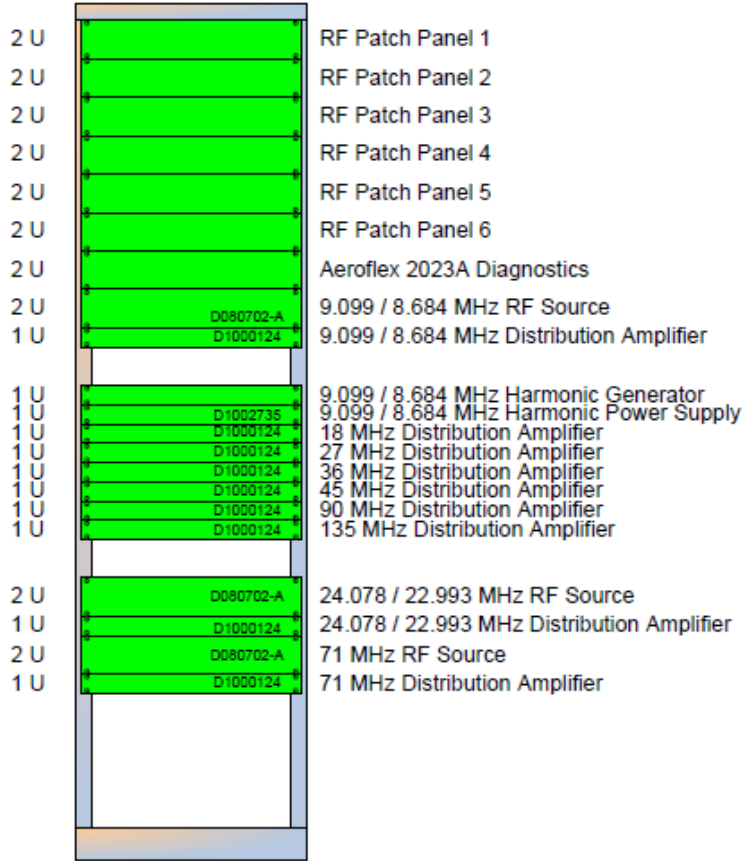 2 U RF Patch Panel 1
2 U RF Patch Panel 2
2 U RF Patch Panel 3
2 U RF Patch Panel 4
2 U RF Patch Panel 5
2 U RF Patch Panel 6
2 U Aeroflex 2023A Diagnostics
2 U D080702-A 9.099 / 8.684 MHz RF Source
1 U D1000124 9.099 / 8.684 MHz Distribution Amplifier
1 U 9.099 / 8.684 MHz Harmonic Generator
1 U D1002735 9.099 / 8.684 MHz Harmonic Power Supply
1 U D1000124 18 MHz Distribution Amplifier
1 U D1000124 27 MHz Distribution Amplifier
1 U D1000124 36 MHz Distribution Amplifier
1 U D1000124 45 MHz Distribution Amplifier
1 U D1000124 90 MHz Distribution Amplifier
1 U D1000124 135 MHz Distribution Amplifier
2 U D080702-A 24.078 / 22.993 MHz RF Source
1 U D1000124 24.078 / 22.993 MHz Distribution Amplifier
2 U D080702-A 71 MHz RF Source
1 U D1000124 71 MHz Distribution Amplifier